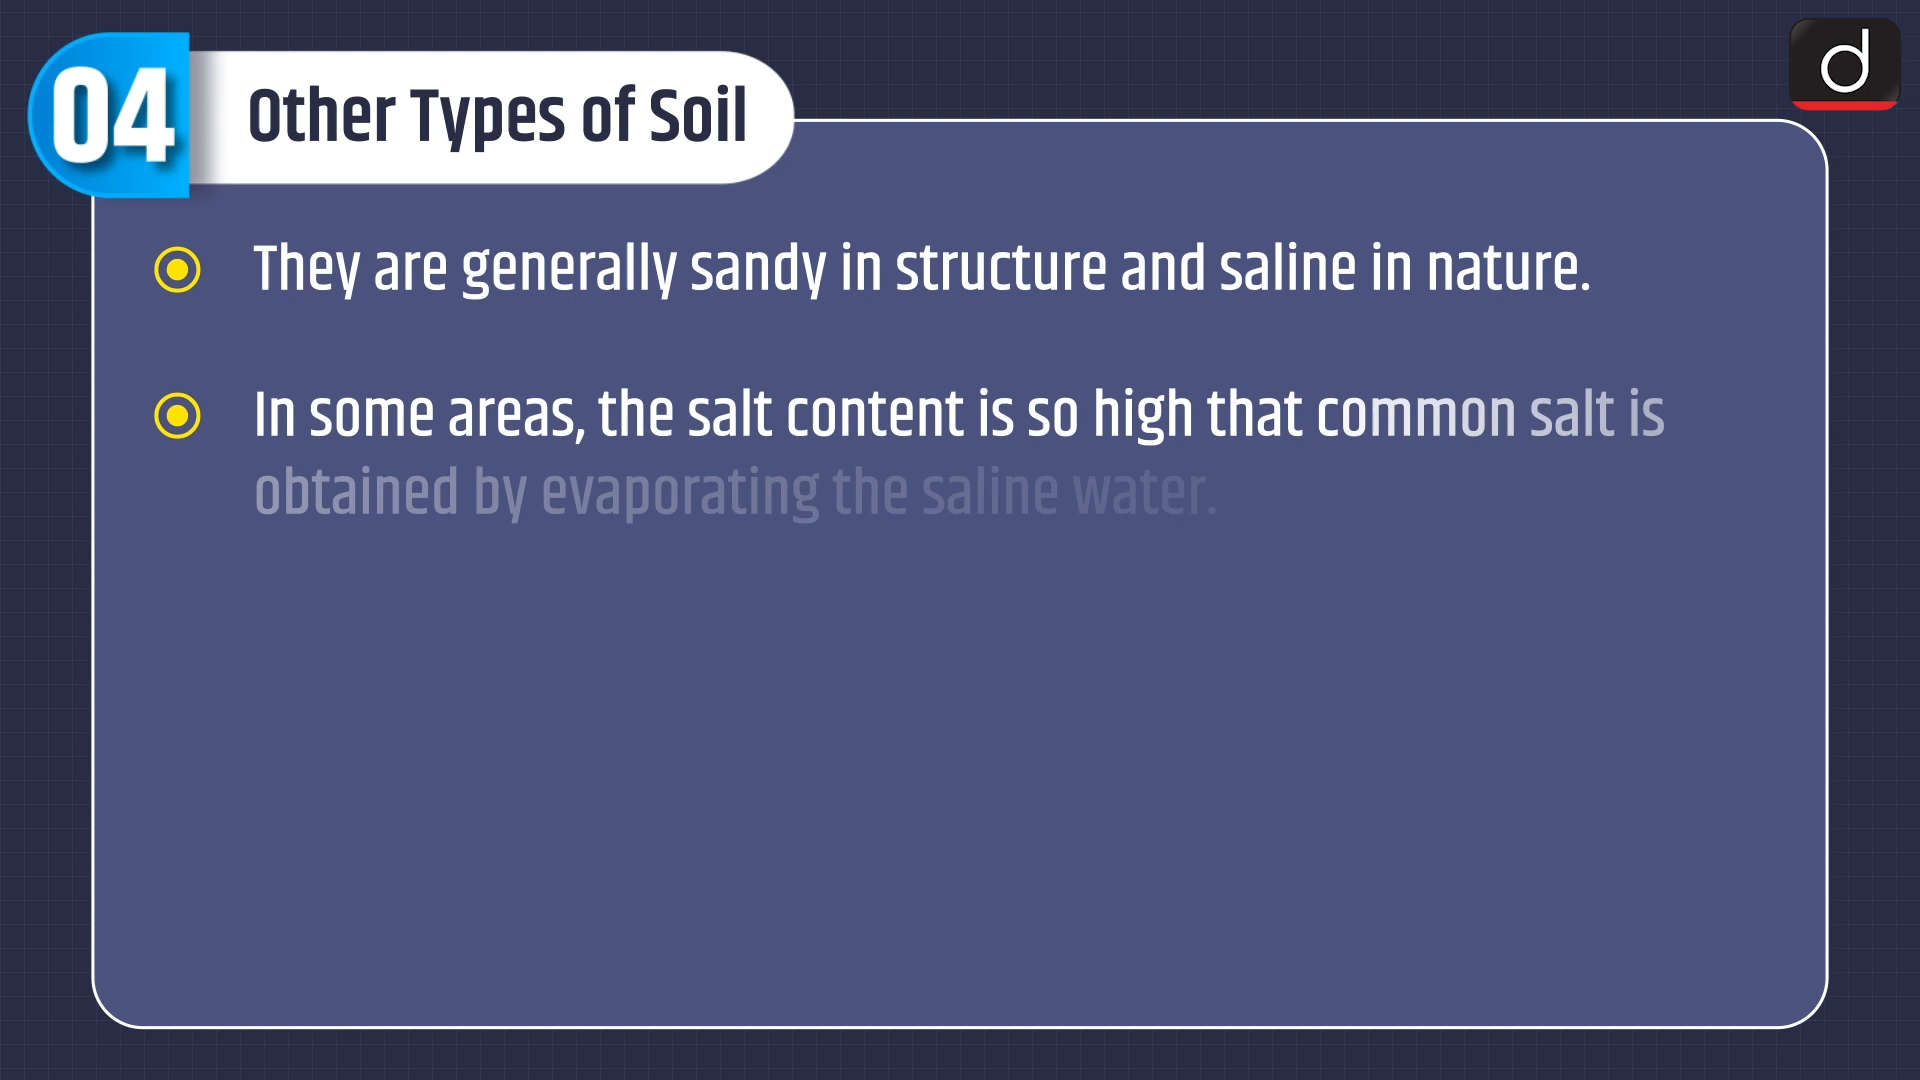 04
Other Types of Soil
They are generally sandy in structure and saline in nature.
In some areas, the salt content is so high that common salt is
obtained by evaporating the saline water.
d